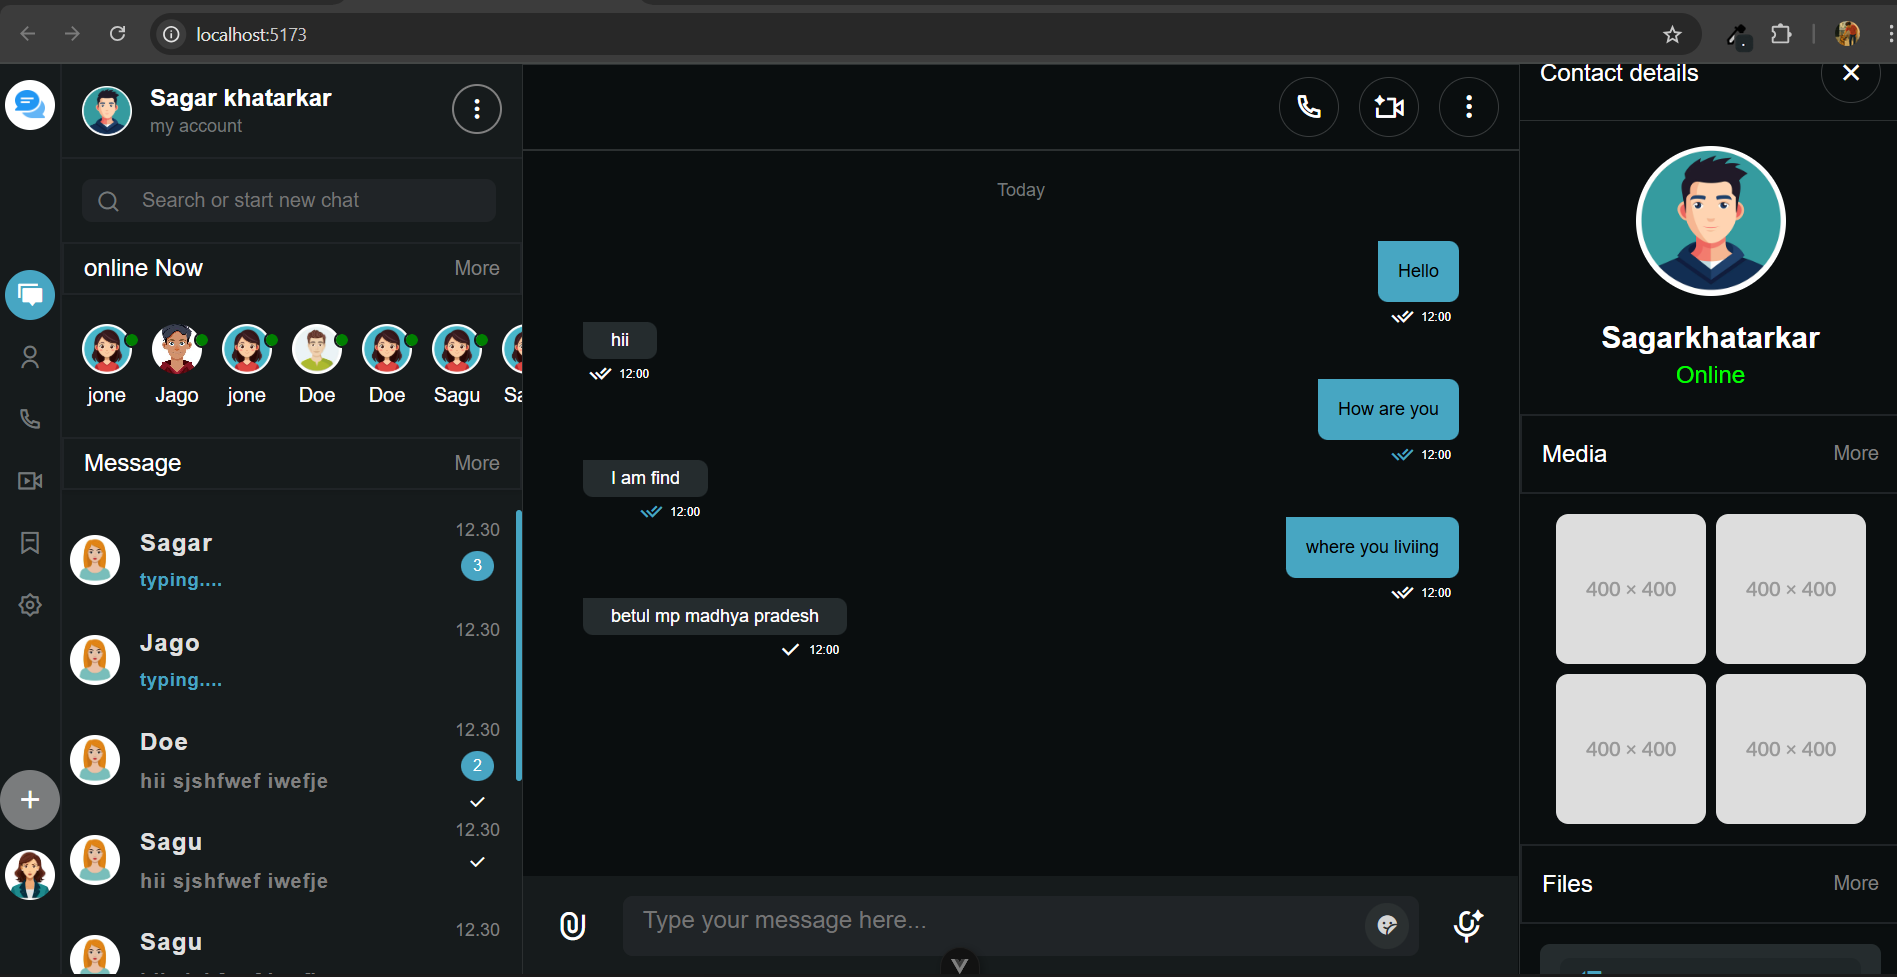 localhost:5173
Sagar khatarkar
my account
Search or start new chat
online Now More
jone Jago jone Doe Doe Sagu Sa
Message More
Sagar 12.30
typing.... 3
Jago 12.30
typing....
Doe 12.30
hii sjshfwef iwefje 2
Sagu 12.30
hii sjshfwef iwefje
Sagu 12.30
Today
Hello
12:00
hii
12:00
How are you
12:00
I am find
12:00
where you liviing
12:00
betul mp madhya pradesh
12:00
Type your message here...
Contact details
Sagarkhatarkar
Online
Media More
400 × 400 400 × 400
400 × 400 400 × 400
Files More